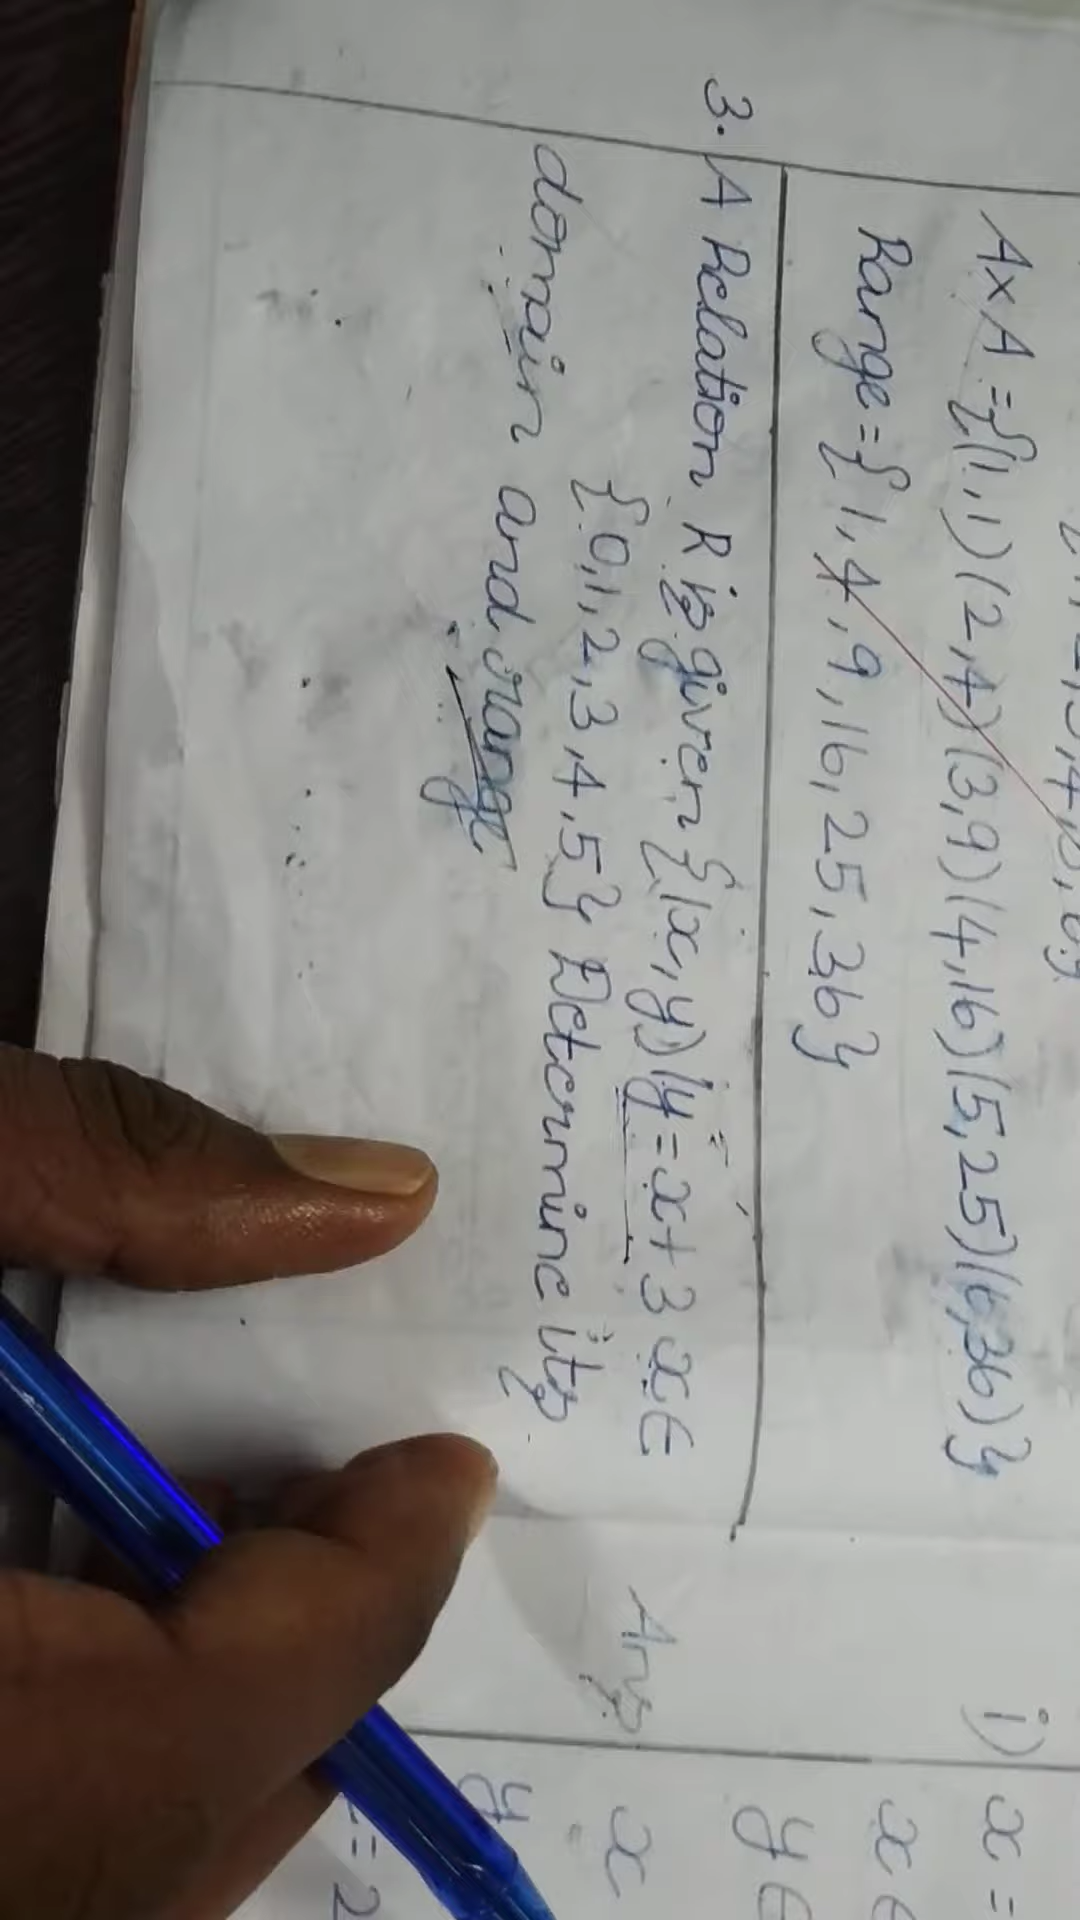 A×A = {(1,1)(2,4)(3,9)(4,16)(5,25)(6,36)}
Range = {1,4,9,16,25,36}
3. A Relation R is given {(x,y)/y = x+3 x∈
{0,1,2,3,4,5} Determine its
domain and range
i) x =
x ∈
y ∈
Ans x
y
= 2